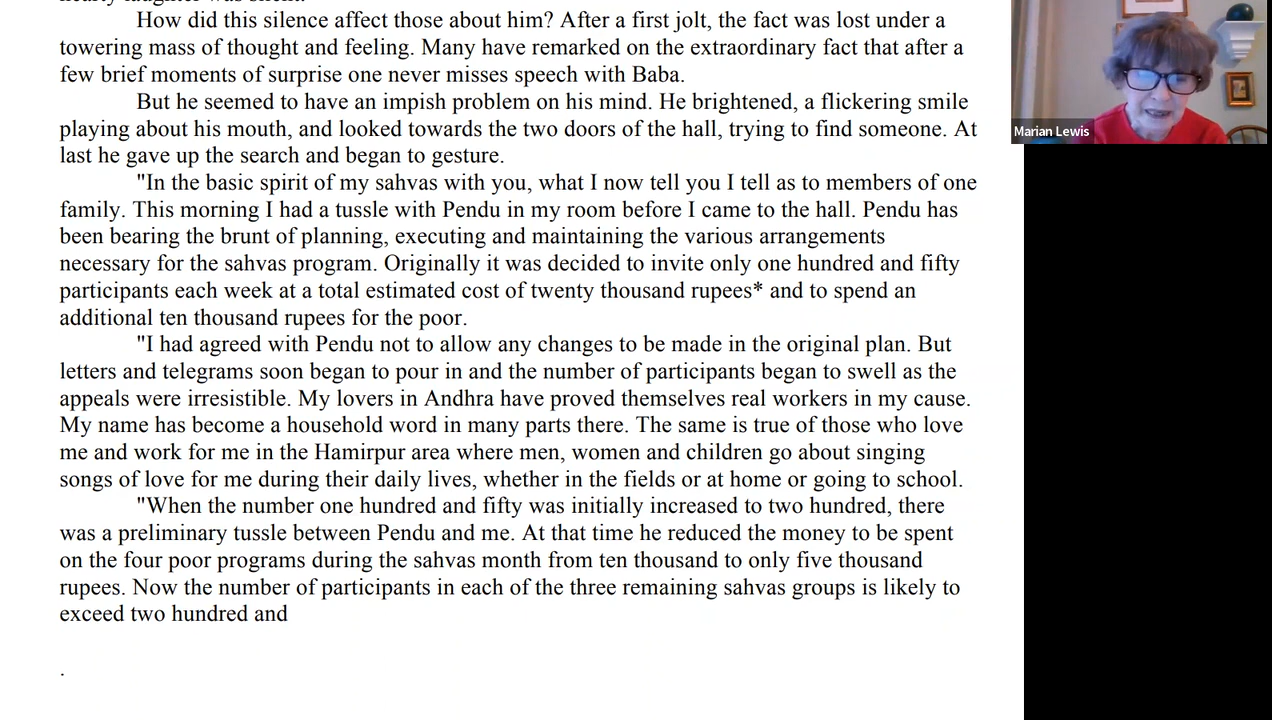 hearty laughter was silent.
How did this silence affect those about him? After a first jolt, the fact was lost under a
towering mass of thought and feeling. Many have remarked on the extraordinary fact that after a
few brief moments of surprise one never misses speech with Baba.
But he seemed to have an impish problem on his mind. He brightened, a flickering smile
playing about his mouth, and looked towards the two doors of the hall, trying to find someone. At
last he gave up the search and began to gesture.
"In the basic spirit of my sahvas with you, what I now tell you I tell as to members of one
family. This morning I had a tussle with Pendu in my room before I came to the hall. Pendu has
been bearing the brunt of planning, executing and maintaining the various arrangements
necessary for the sahvas program. Originally it was decided to invite only one hundred and fifty
participants each week at a total estimated cost of twenty thousand rupees* and to spend an
additional ten thousand rupees for the poor.
"I had agreed with Pendu not to allow any changes to be made in the original plan. But
letters and telegrams soon began to pour in and the number of participants began to swell as the
appeals were irresistible. My lovers in Andhra have proved themselves real workers in my cause.
My name has become a household word in many parts there. The same is true of those who love
me and work for me in the Hamirpur area where men, women and children go about singing
songs of love for me during their daily lives, whether in the fields or at home or going to school.
"When the number one hundred and fifty was initially increased to two hundred, there
was a preliminary tussle between Pendu and me. At that time he reduced the money to be spent
on the four poor programs during the sahvas month from ten thousand to only five thousand
rupees. Now the number of participants in each of the three remaining sahvas groups is likely to
exceed two hundred and
.
Marian Lewis